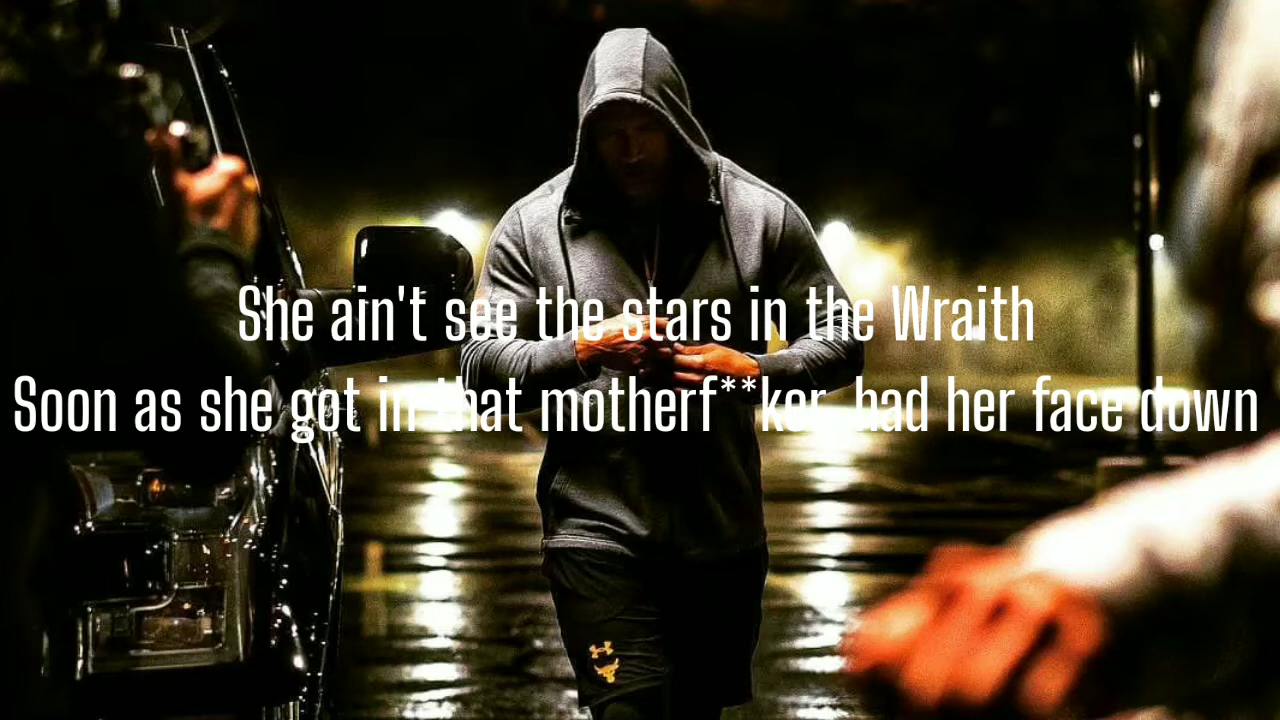 She ain't see the stars in the Wraith
Soon as she got in that motherf**ker, had her face down